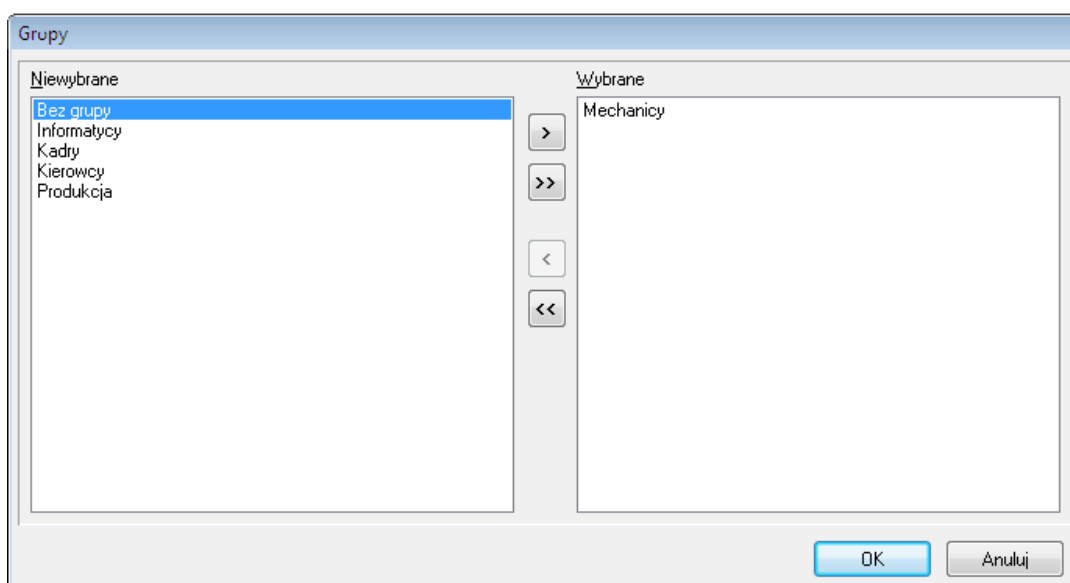 Grupy
Niewybrane
Bez grupy
Informatycy
Kadry
Kierowcy
Produkcja
>
>>
<
<<
Wybrane
Mechanicy
OK
Anuluj